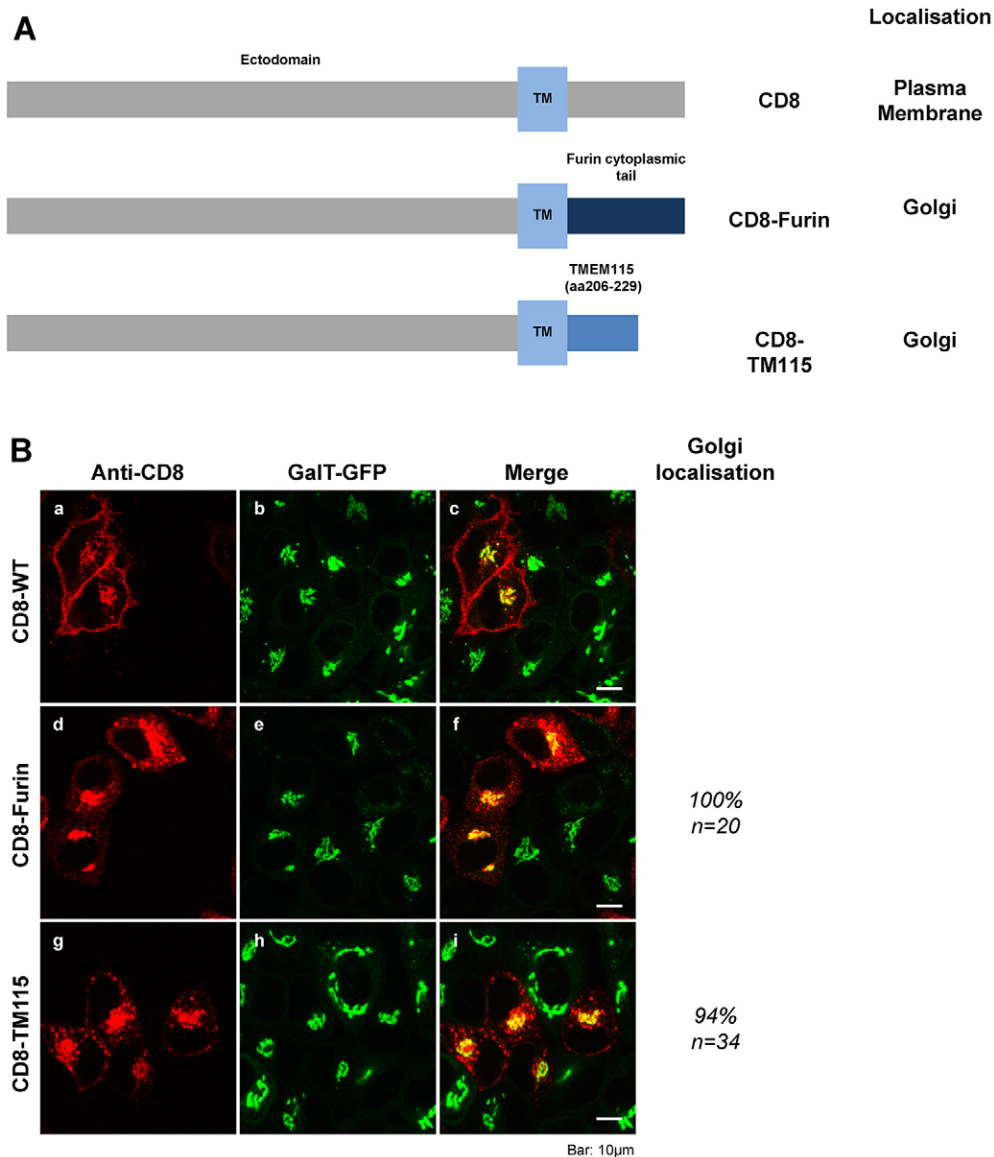 A
Localisation
Ectodomain
TM
CD8
Plasma
Membrane
Furin cytoplasmic
tail
TM
CD8-Furin
Golgi
TMEM115
(aa206-229)
TM
CD8-
TM115
Golgi
B
Anti-CD8
GalT-GFP
Merge
Golgi
localisation
CD8-WT
a
b
c
CD8-Furin
d
e
f
100%
n=20
CD8-TM115
g
h
i
94%
n=34
Bar: 10µm